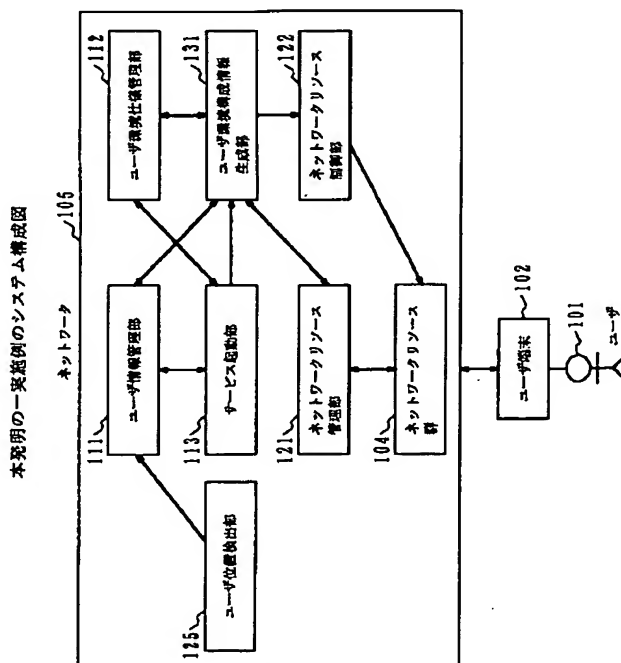 本発明の一実施例のシステム構成図
ネットワーク
105
112
ユーザ環境仕様管理部
131
ユーザ環境構成情報
生成部
122
ネットワークリソース
制御部
111
ユーザ情報管理部
113
サービス起動部
121
ネットワークリソース
管理部
104
ネットワークリソース
群
125
ユーザ位置検出部
102
ユーザ端末
101
ユーザ